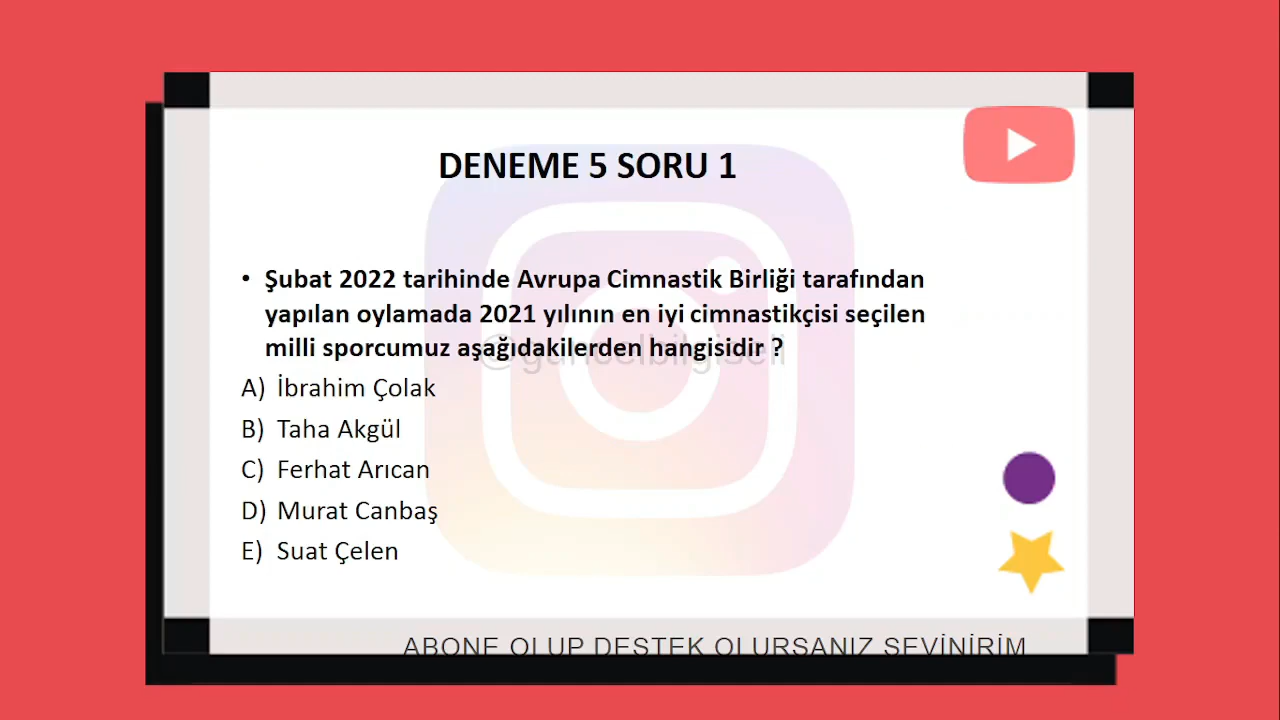 DENEME 5 SORU 1
• Şubat 2022 tarihinde Avrupa Cimnastik Birliği tarafından
yapılan oylamada 2021 yılının en iyi cimnastikçisi seçilen
milli sporcumuz aşağıdakilerden hangisidir ?
@guncelbilgiseli
A) İbrahim Çolak
B) Taha Akgül
C) Ferhat Arıcan
D) Murat Canbaş
E) Suat Çelen
ABONE OLUP DESTEK OLURSANIZ SEVİNİRİM